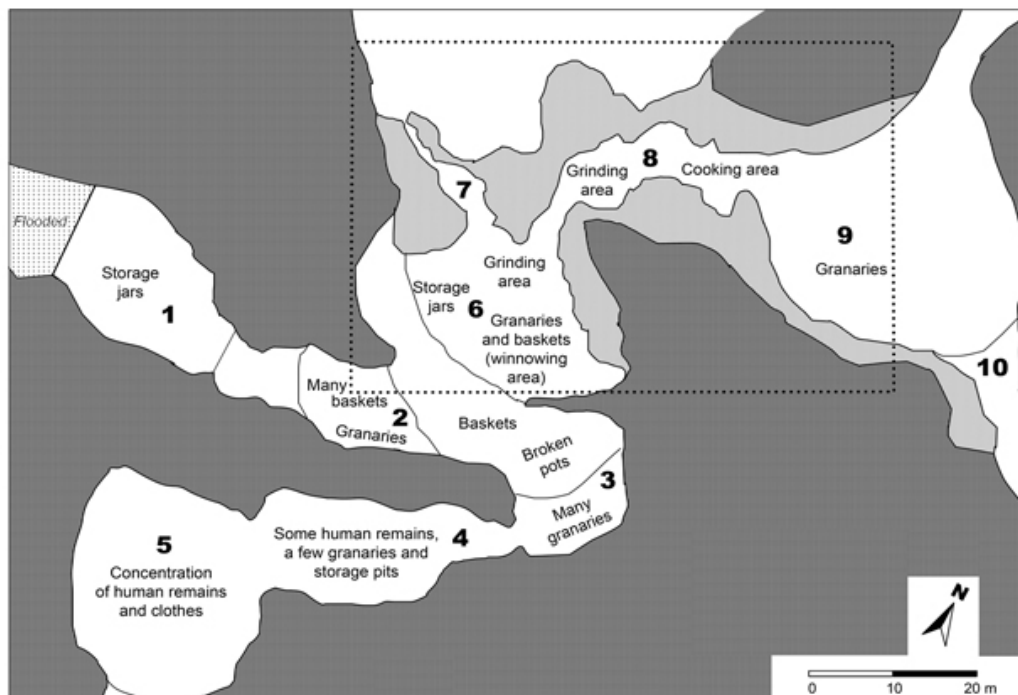 8
Grinding
area
Cooking area
7
Flooded
9
Granaries
Storage
jars
1
Grinding
area
Storage
jars
6
Granaries
and baskets
(winnowing
area)
10
Many
baskets
2
Granaries
Baskets
Broken
pots
3
Many
granaries
Some human remains,
a few granaries and
storage pits
4
5
Concentration
of human remains
and clothes
N
0 10 20 m